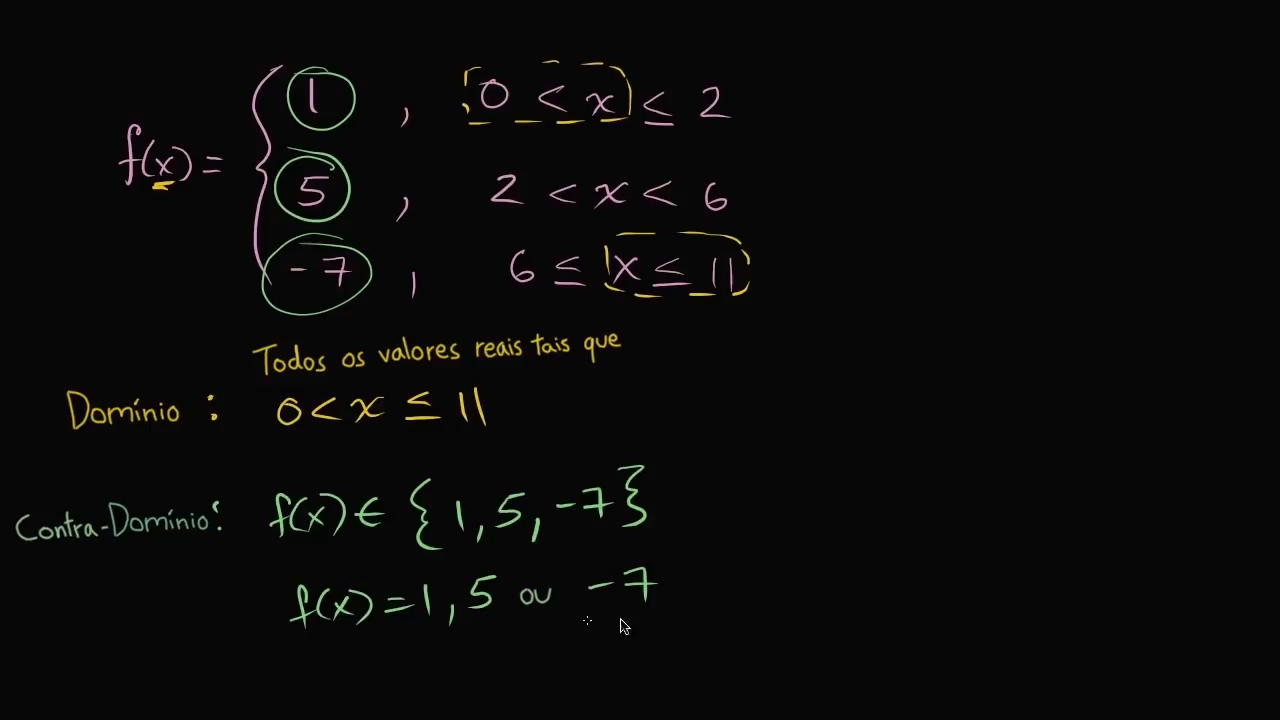 f(x) = { 1 , 0 < x ≤ 2
5 , 2 < x < 6
-7 , 6 ≤ x ≤ 11
Todos os valores reais tais que
Domínio : 0 < x ≤ 11
Contra-Domínio: f(x) ∈ {1, 5, -7}
f(x) = 1, 5 ou -7